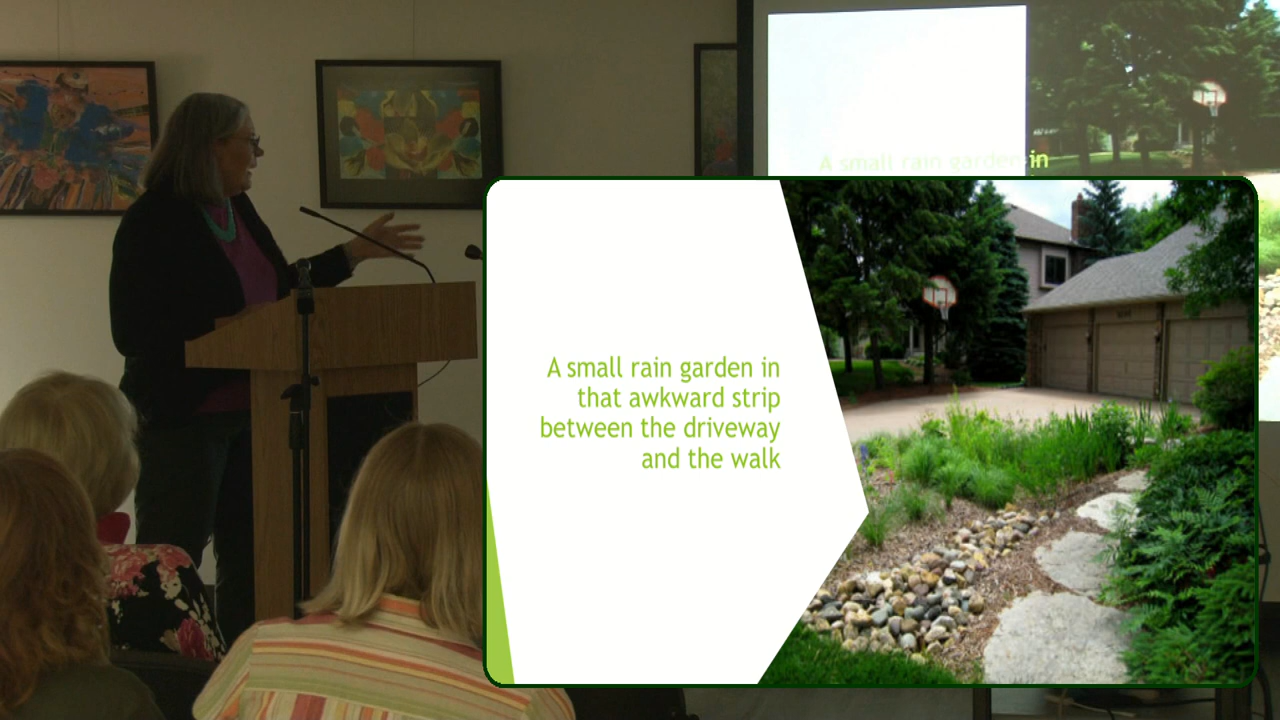 A small rain garden in
A small rain garden in
that awkward strip
between the driveway
and the walk